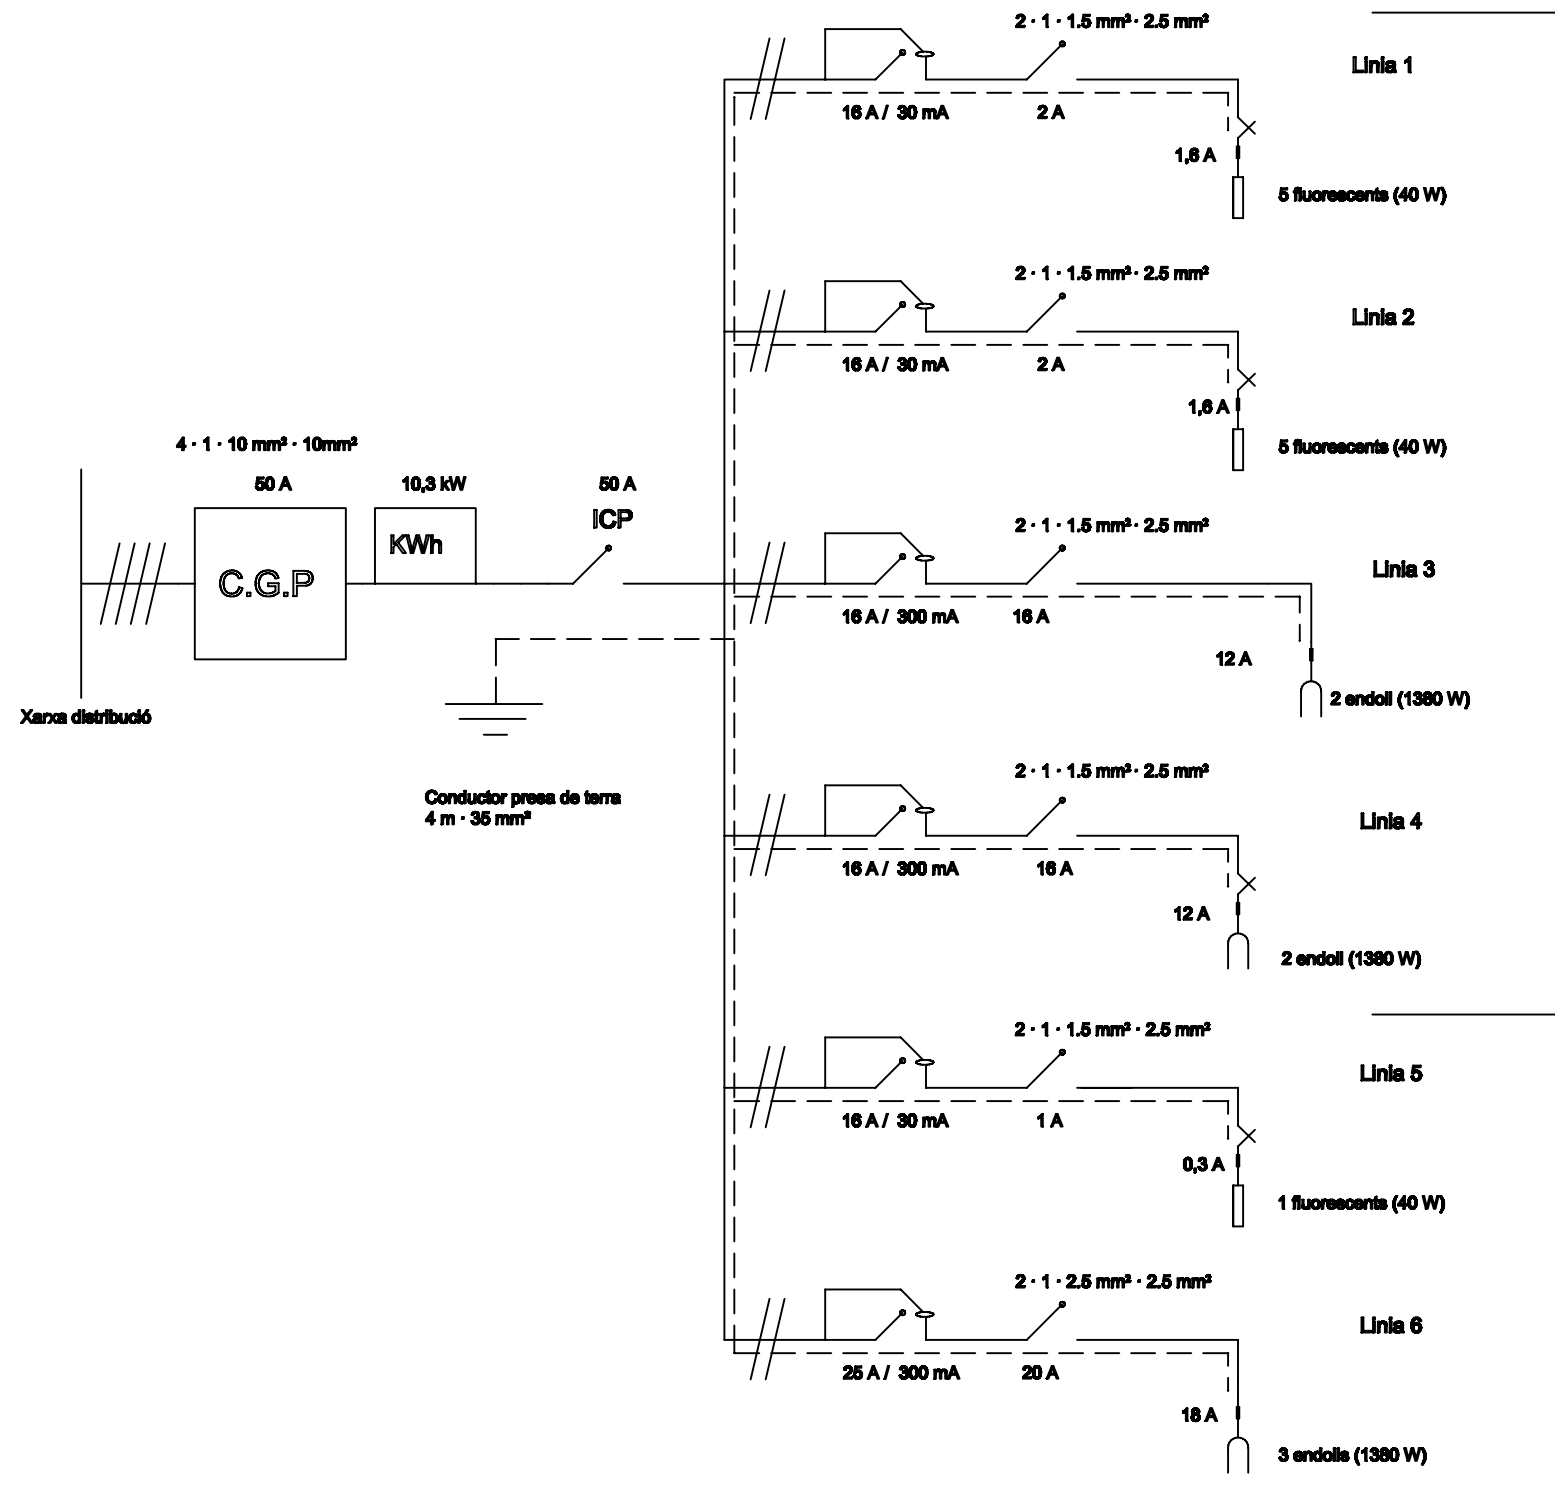 2 · 1 · 1.5 mm² · 2.5 mm²
Linia 1
16 A / 30 mA
2 A
1,6 A
5 fluorescents (40 W)
2 · 1 · 1.5 mm² · 2.5 mm²
Linia 2
16 A / 30 mA
2 A
1,6 A
5 fluorescents (40 W)
4 · 1 · 10 mm² · 10mm²
50 A
10,3 kW
50 A
ICP
KWh
C.G.P
Xarxa distribució
Conductor presa de terra
4 m · 35 mm²
2 · 1 · 1.5 mm² · 2.5 mm²
Linia 3
16 A / 300 mA
16 A
12 A
2 endoll (1380 W)
2 · 1 · 1.5 mm² · 2.5 mm²
Linia 4
16 A / 300 mA
16 A
12 A
2 endoll (1380 W)
2 · 1 · 1.5 mm² · 2.5 mm²
Linia 5
16 A / 30 mA
1 A
0,3 A
1 fluorescents (40 W)
2 · 1 · 2.5 mm² · 2.5 mm²
Linia 6
25 A / 300 mA
20 A
18 A
3 endolls (1380 W)